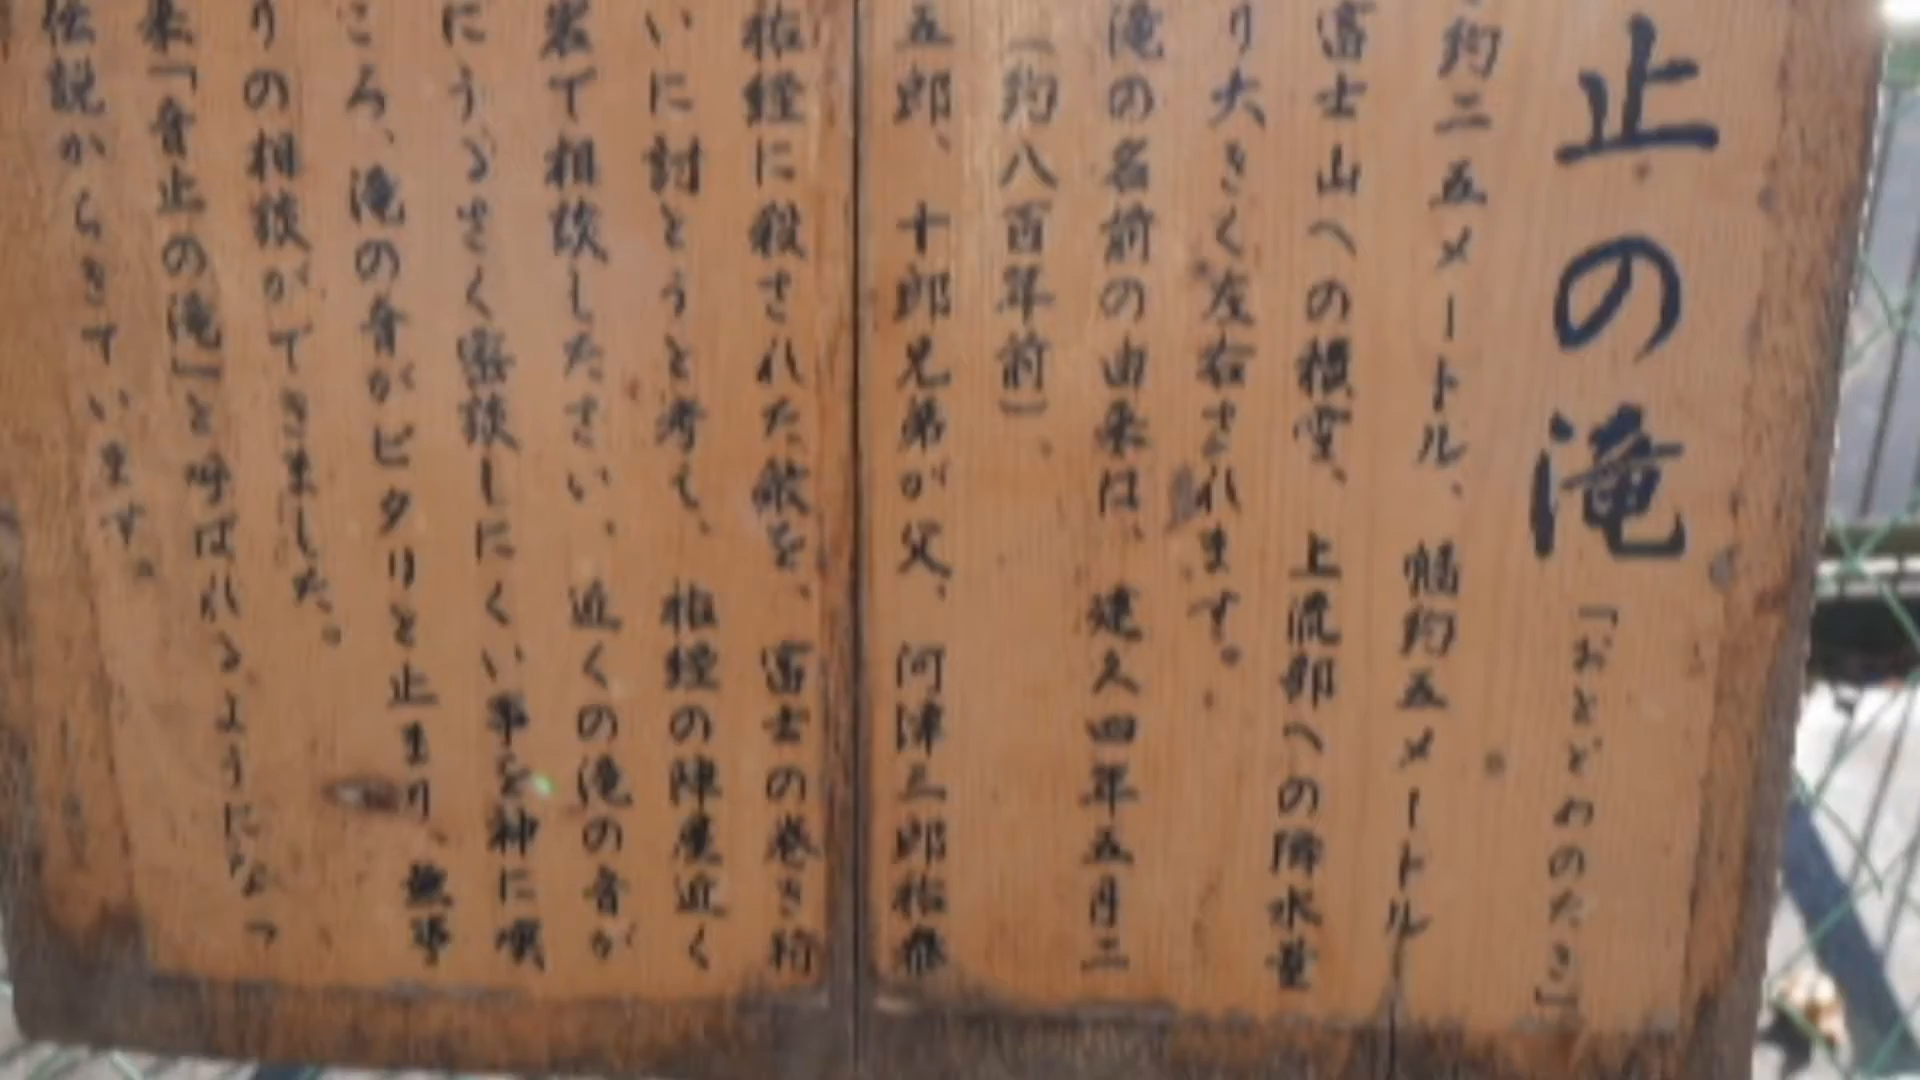 止の滝「おとどめのたき」
約二五メートル、幅約五メートル
富士山への積雪、上流部への降水量
り大きく左右されます。
滝の名前の由来は、建久四年五月二
(約八百年前)、
五郎、十郎兄弟が父、河津三郎祐泰
祐経に殺された敵を、富士の巻き狩
いに討とうと考え、祐経の陣屋近く
岩で相談したさい、近くの滝の音が
にうるさく密談しにくい事を神に嘆
ころ、滝の音がピタリと止まり、無事
りの相談ができました。
来「音止の滝」と呼ばれるようになっ
伝説からきています。